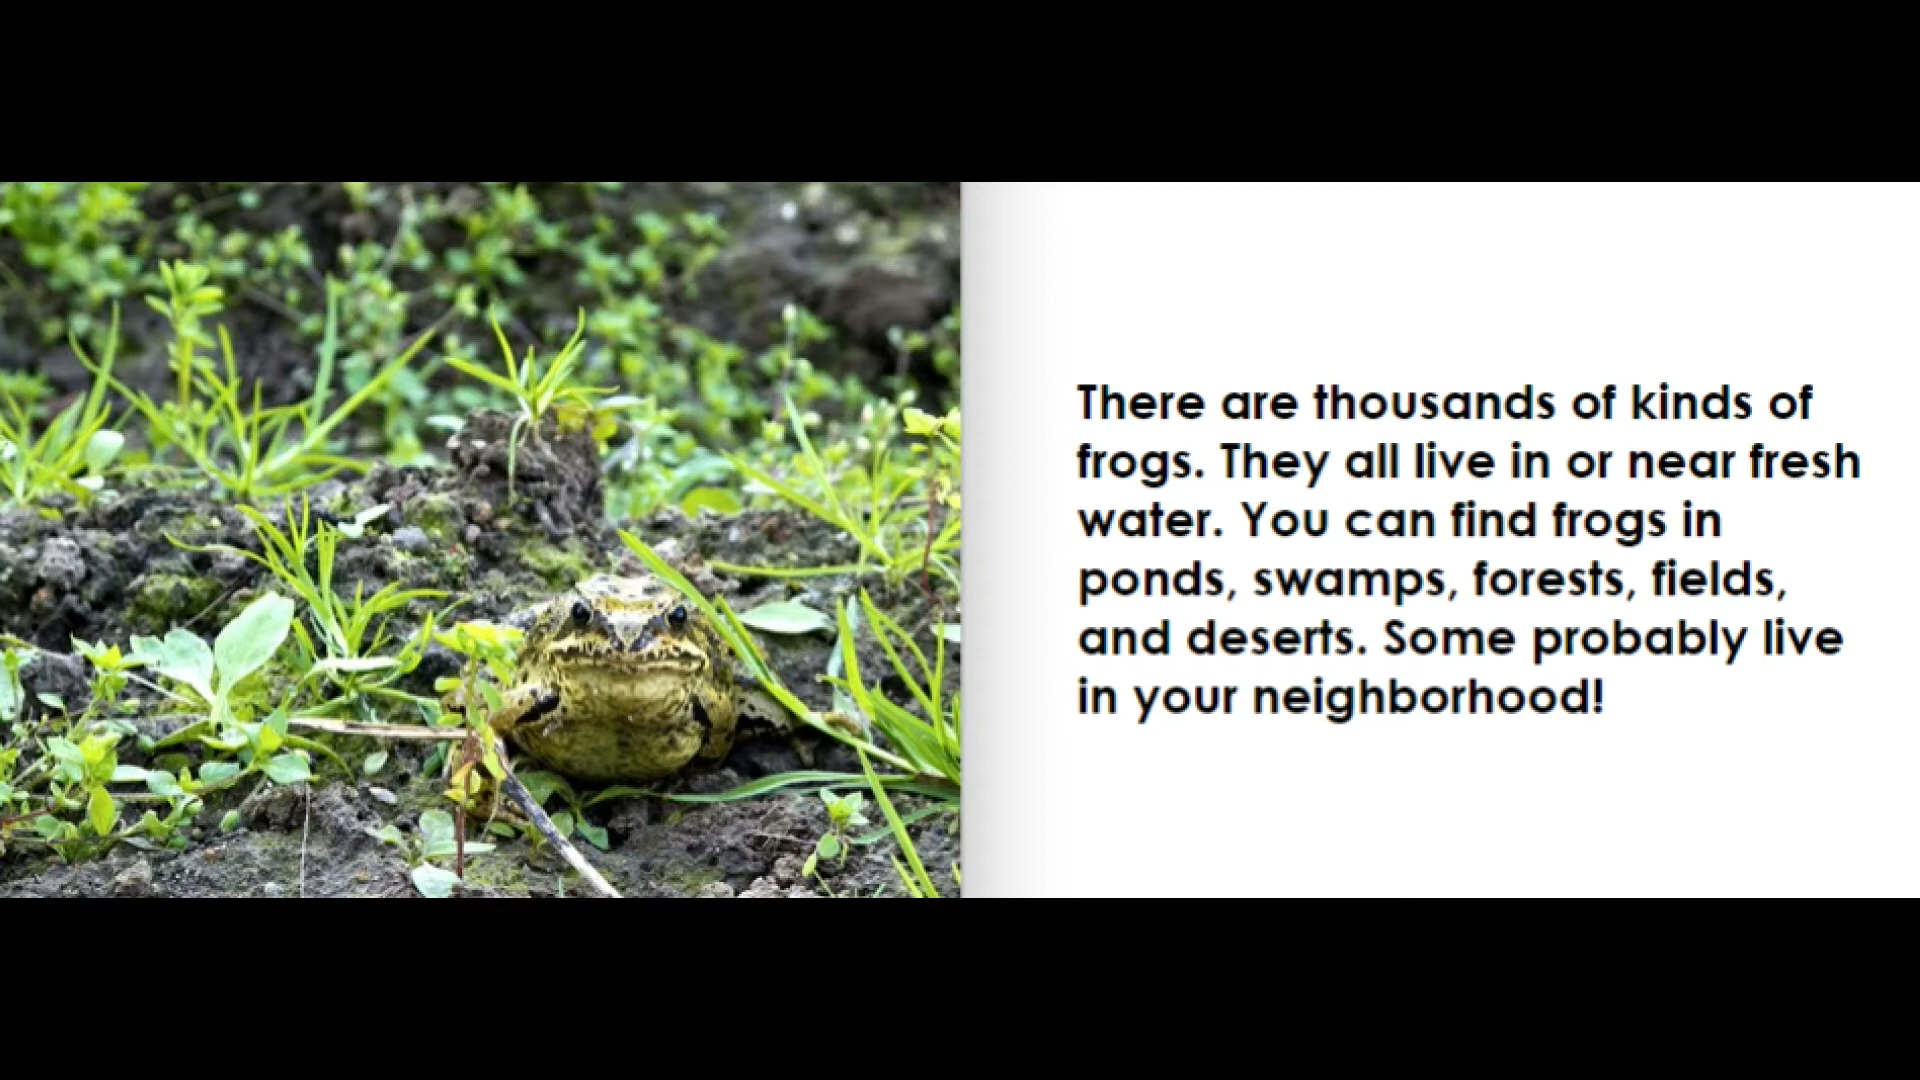 There are thousands of kinds of
frogs. They all live in or near fresh
water. You can find frogs in
ponds, swamps, forests, fields,
and deserts. Some probably live
in your neighborhood!